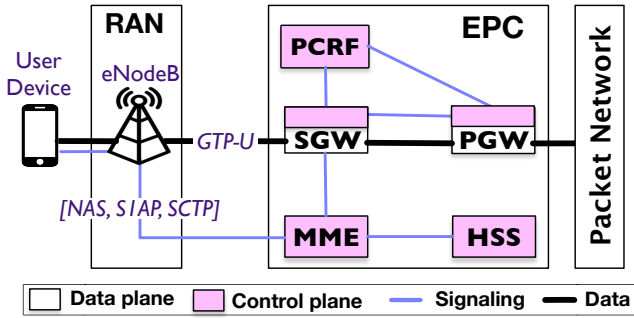 RAN
EPC
User
Device
eNodeB
PCRF
GTP-U
SGW
PGW
Packet Network
[NAS, S1AP, SCTP]
MME
HSS
Data plane
Control plane
Signaling
Data